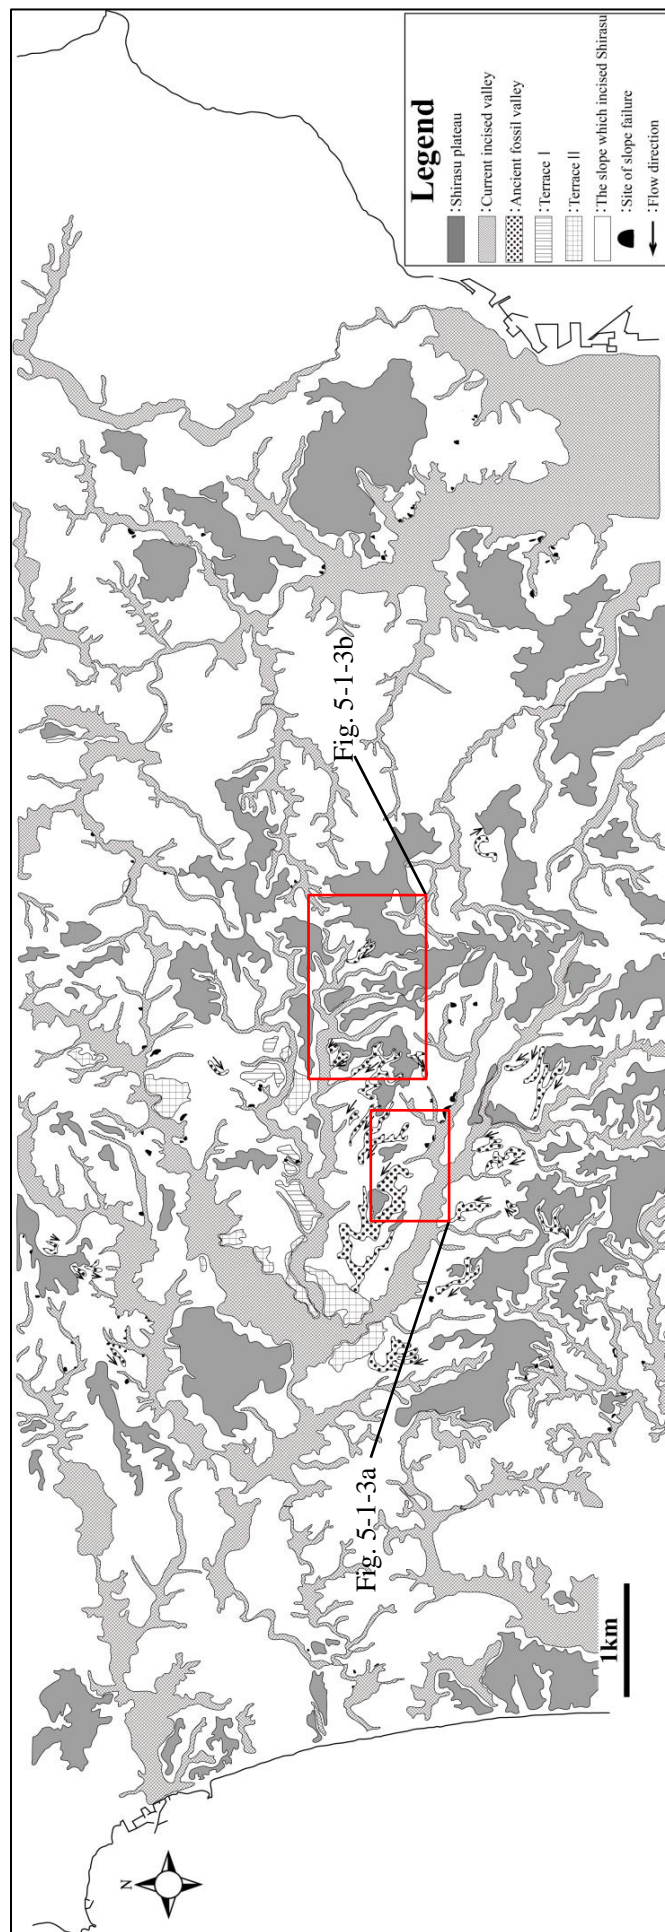 N
Fig. 5-1-3a
Fig. 5-1-3b
1km
Legend
:Shirasu plateau
:Current incised valley
:Ancient fossil valley
:Terrace I
:Terrace II
:The slope which incised Shirasu
:Site of slope failure
:Flow direction